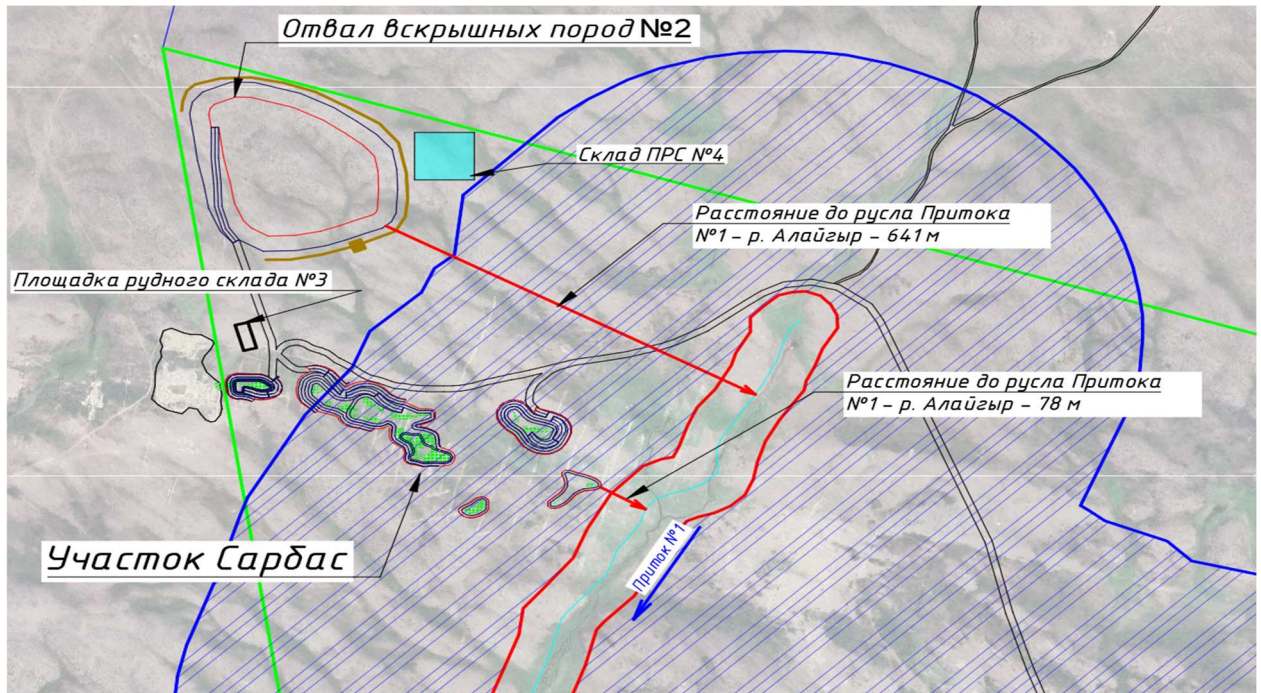 Отвал вскрышных пород №2
Склад ПРС №4
Расстояние до русла Притока
№1 – р. Алайгыр – 641 м
Площадка рудного склада №3
Расстояние до русла Притока
№1 – р. Алайгыр – 78 м
Участок Сарбас
Приток №1